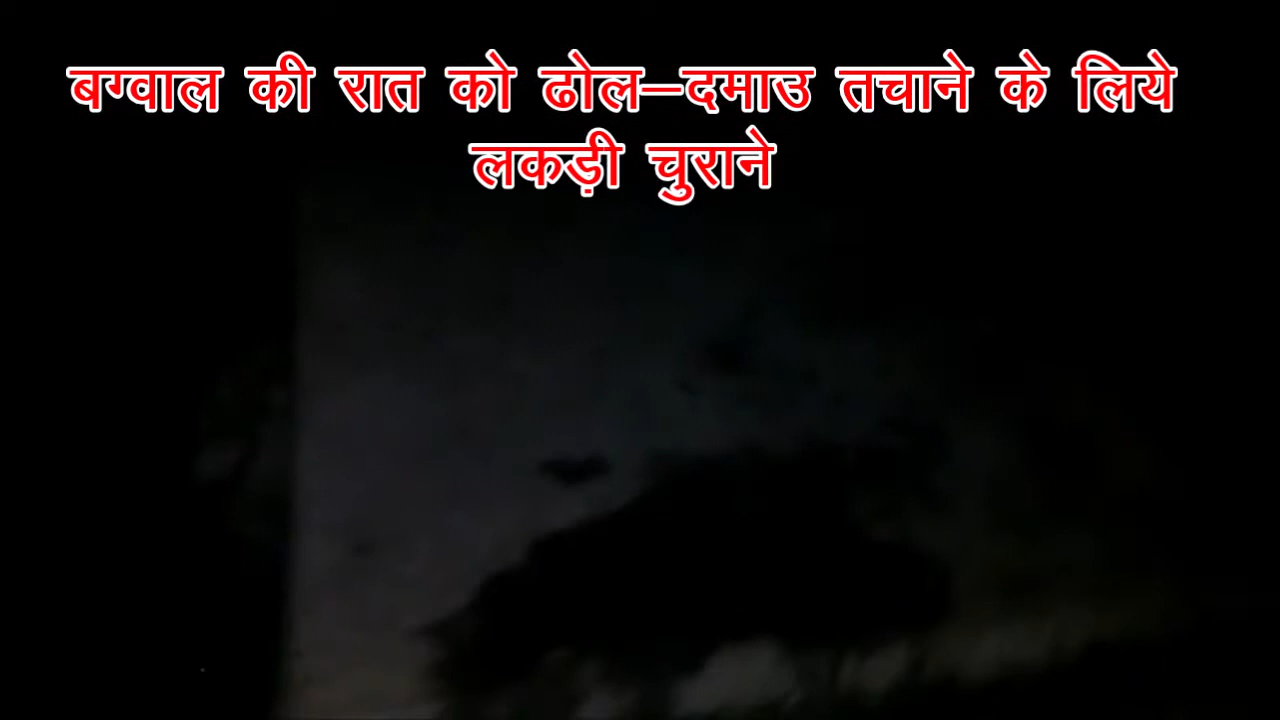 बग्वाल की रात को ढोल–दमाउ तचाने के लिये
लकड़ी चुराने